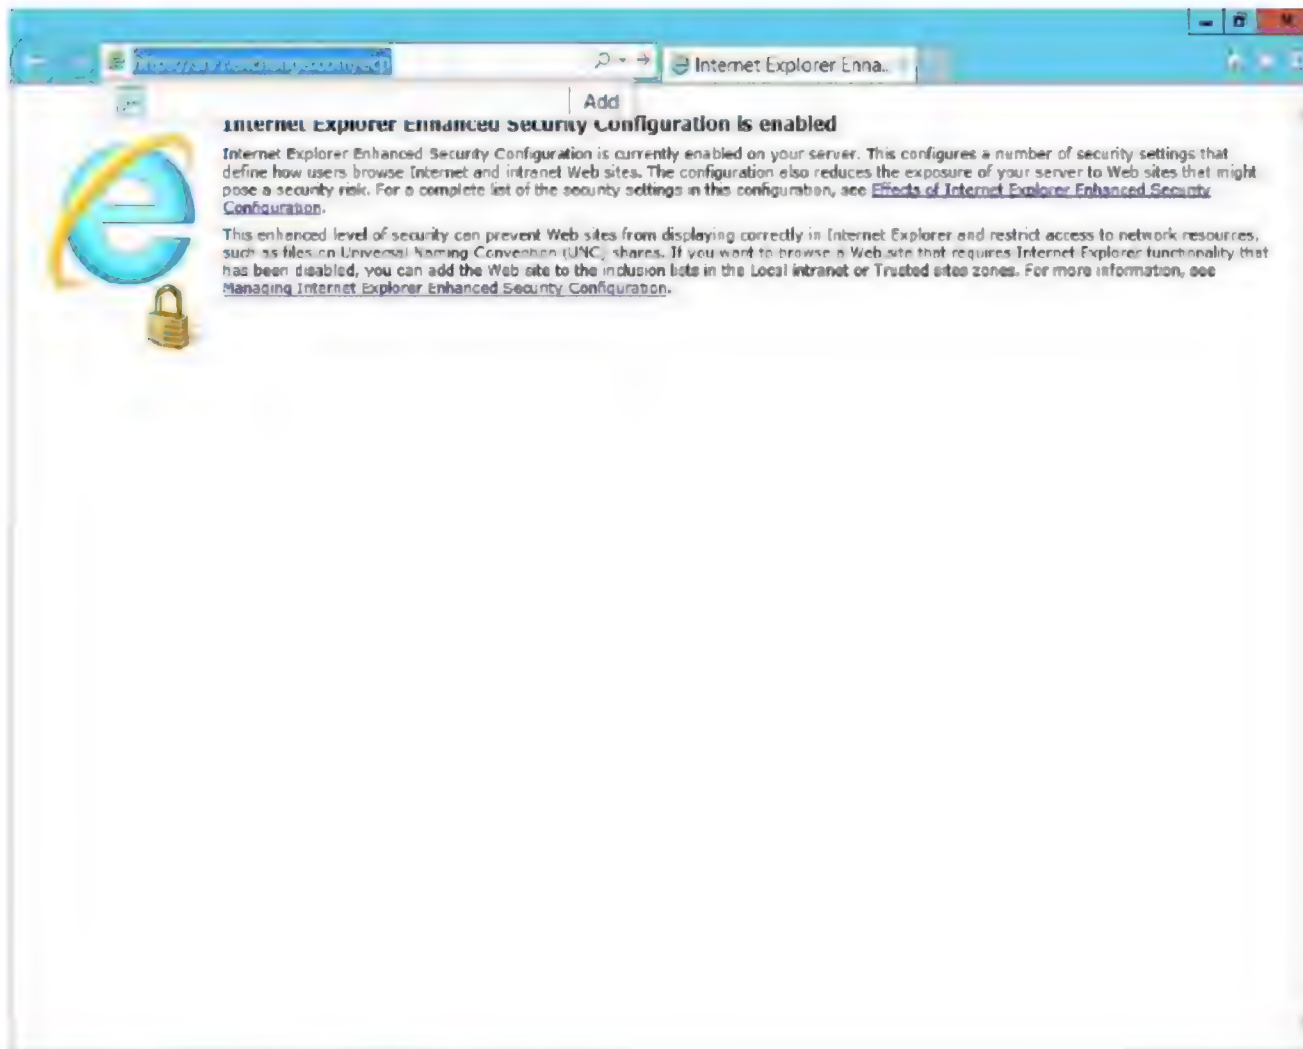 Internet Explorer Enha..
Add
Internet Explorer Enhanced Security Configuration is enabled
Internet Explorer Enhanced Security Configuration is currently enabled on your server. This configures a number of security settings that
define how users browse Internet and intranet Web sites. The configuration also reduces the exposure of your server to Web sites that might
pose a security risk. For a complete list of the security settings in this configuration, see Effects of Internet Explorer Enhanced Security
Configuration.
This enhanced level of security can prevent Web sites from displaying correctly in Internet Explorer and restrict access to network resources,
such as files on Universal Naming Convention (UNC) shares. If you want to browse a Web site that requires Internet Explorer functionality that
has been disabled, you can add the Web site to the inclusion lists in the Local intranet or Trusted sites zones. For more information, see
Managing Internet Explorer Enhanced Security Configuration.